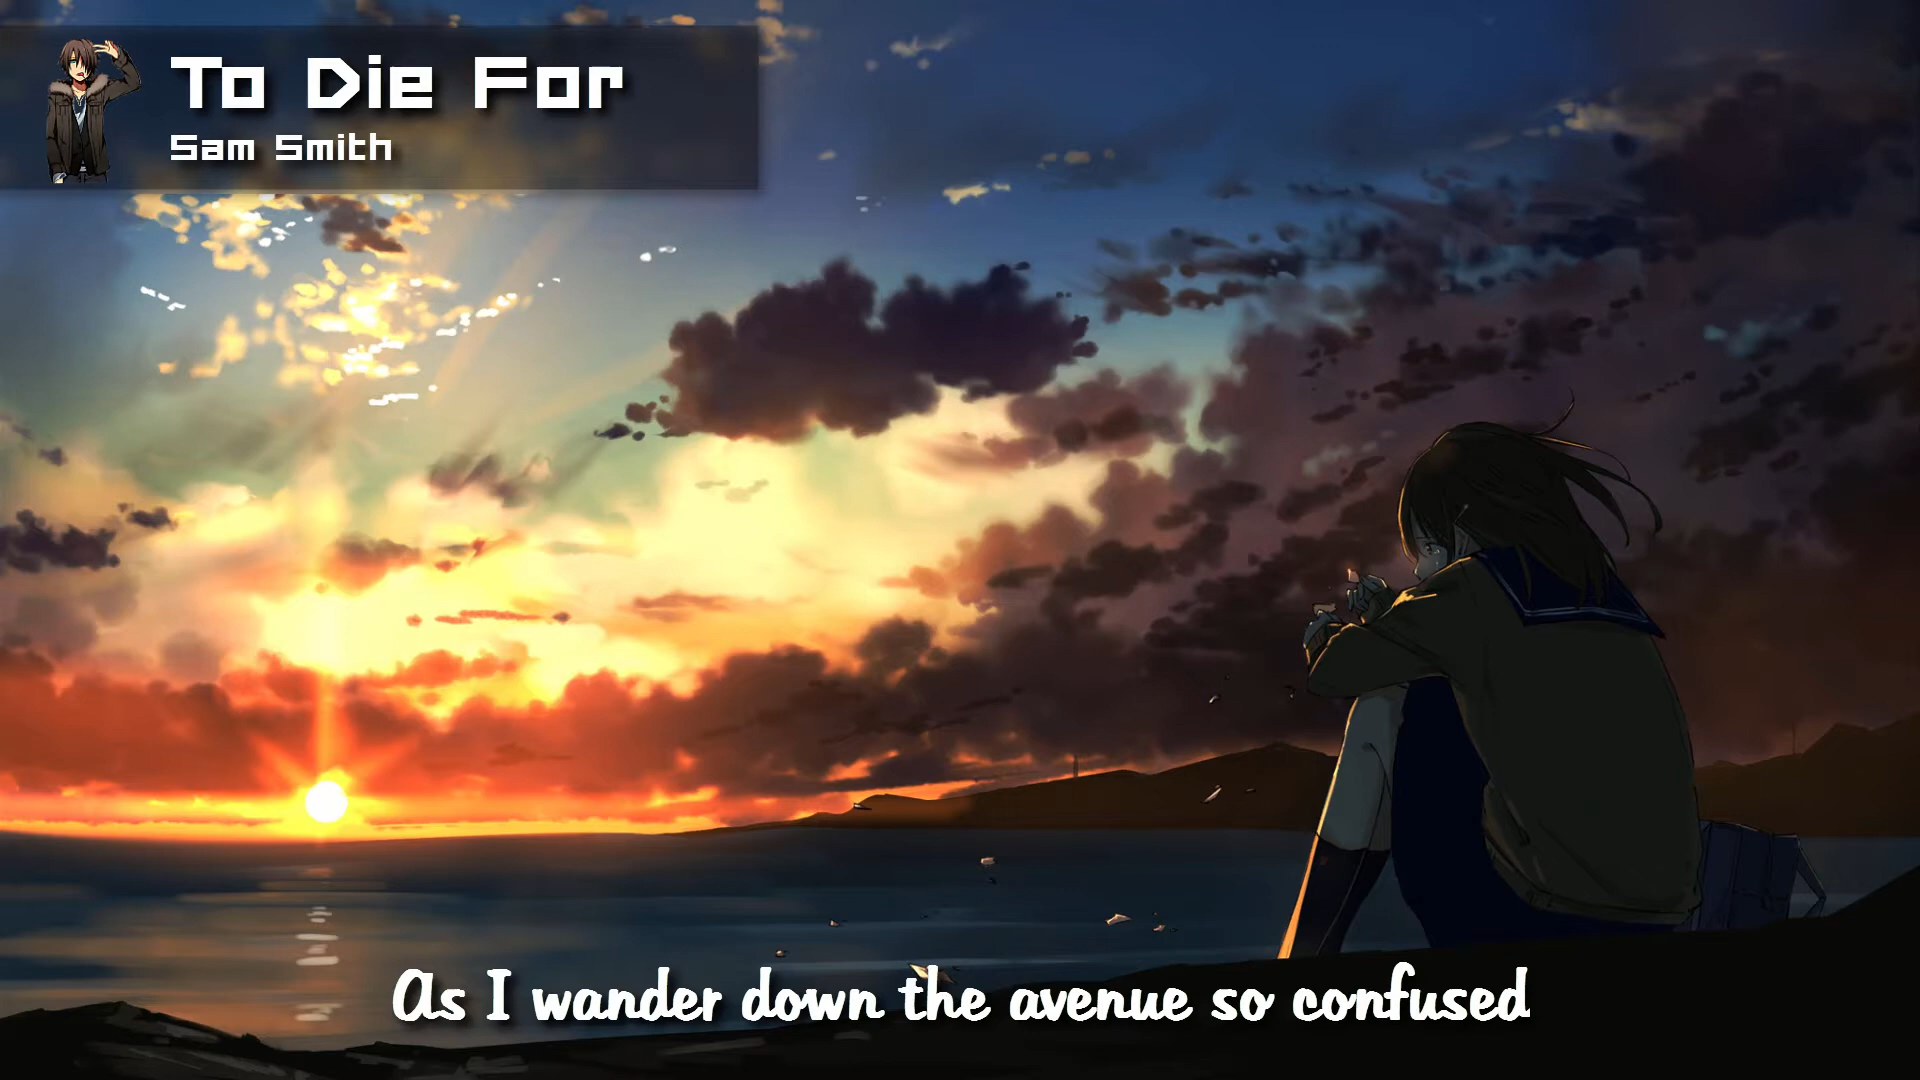 To Die For
Sam Smith
As I wander down the avenue so confused